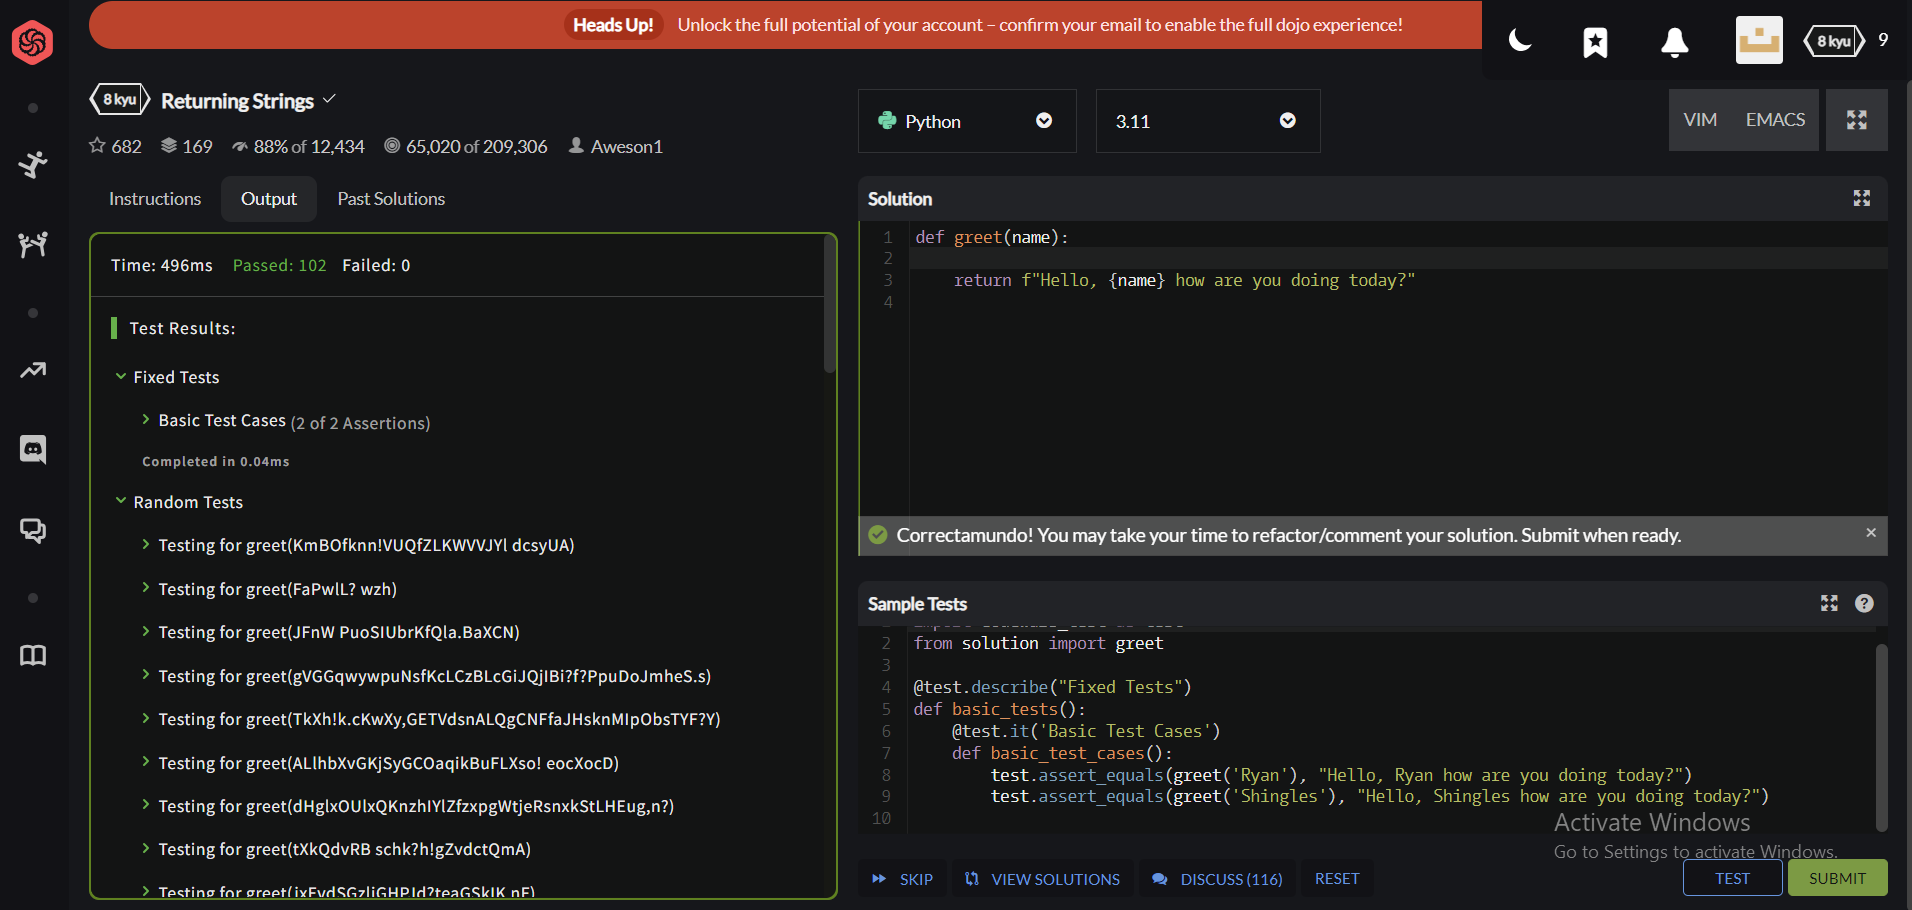 Heads Up! Unlock the full potential of your account – confirm your email to enable the full dojo experience!
8 kyu 9
8 kyu Returning Strings
682 169 88% of 12,434 65,020 of 209,306 Aweson1
Instructions Output Past Solutions
Time: 496ms Passed: 102 Failed: 0
Test Results:
Fixed Tests
Basic Test Cases (2 of 2 Assertions)
Completed in 0.04ms
Random Tests
Testing for greet(KmBOfknn!VUQfZLKWVVJYl dcsyUA)
Testing for greet(FaPwlL? wzh)
Testing for greet(JFnW PuoSIUbrKfQla.BaXCN)
Testing for greet(gVGGqwywpuNsfKcLCzBLcGiJQjIBi?f?PpuDoJmheS.s)
Testing for greet(TkXh!k.cKwXy,GETVdsnALQgCNFfaJHsknMIpObsTYF?Y)
Testing for greet(ALlhbXvGKjSyGCOaqikBuFLXso! eocXocD)
Testing for greet(dHglxOUlxQKnzhIYlZfzxpgWtjeRsnxkStLHEug,n?)
Testing for greet(tXkQdvRB schk?h!gZvdctQmA)
Python 3.11 VIM EMACS
Solution
1 def greet(name):
2
3 return f"Hello, {name} how are you doing today?"
4
Correctamundo! You may take your time to refactor/comment your solution. Submit when ready.
Sample Tests
2 from solution import greet
3
4 @test.describe("Fixed Tests")
5 def basic_tests():
6 @test.it('Basic Test Cases')
7 def basic_test_cases():
8 test.assert_equals(greet('Ryan'), "Hello, Ryan how are you doing today?")
9 test.assert_equals(greet('Shingles'), "Hello, Shingles how are you doing today?")
10
Activate Windows
Go to Settings to activate Windows.
SKIP VIEW SOLUTIONS DISCUSS (116) RESET TEST SUBMIT